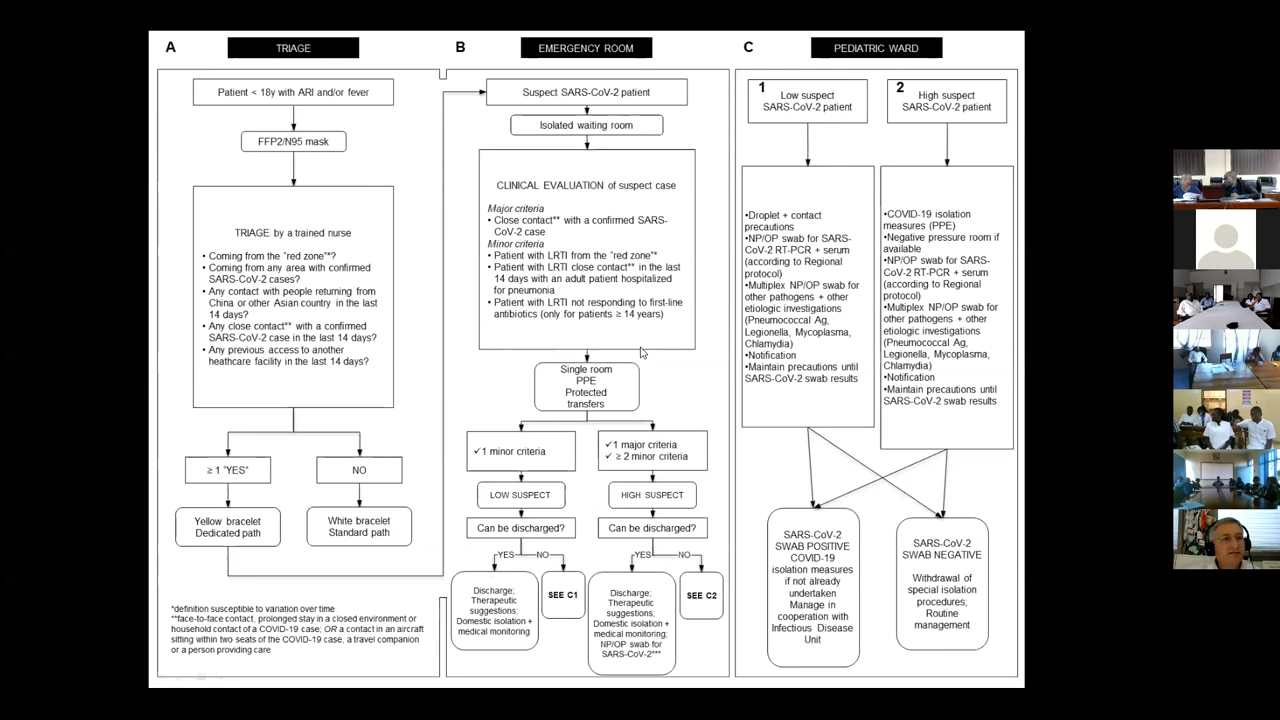 A
TRIAGE
Patient < 18y with ARI and/or fever
FFP2/N95 mask
TRIAGE by a trained nurse
• Coming from the "red zone"*?
• Coming from any area with confirmed
SARS-CoV-2 cases?
• Any contact with people returning from
China or other Asian country in the last
14 days?
• Any close contact** with a confirmed
SARS-CoV-2 case in the last 14 days?
• Any previous access to another
heathcare facility in the last 14 days?
≥ 1 "YES"
NO
Yellow bracelet
Dedicated path
White bracelet
Standard path
*definition susceptible to variation over time
**face-to-face contact, prolonged stay in a closed environment or
household contact of a COVID-19 case; OR a contact in an aircraft
sitting within two seats of the COVID-19 case, a travel companion
or a person providing care
B
EMERGENCY ROOM
Suspect SARS-CoV-2 patient
Isolated waiting room
CLINICAL EVALUATION of suspect case
Major criteria
• Close contact** with a confirmed SARS-
CoV-2 case
Minor criteria
• Patient with LRTI from the "red zone"*
• Patient with LRTI close contact** in the last
14 days with an adult patient hospitalized
for pneumonia
• Patient with LRTI not responding to first-line
antibiotics (only for patients ≥ 14 years)
Single room
PPE
Protected
transfers
✓1 minor criteria
✓1 major criteria
✓ ≥ 2 minor criteria
LOW SUSPECT
HIGH SUSPECT
Can be discharged?
Can be discharged?
YES
NO
YES
NO
Discharge;
Therapeutic
suggestions;
Domestic isolation +
medical monitoring
SEE C1
Discharge;
Therapeutic
suggestions;
Domestic isolation +
medical monitoring;
NP/OP swab for
SARS-CoV-2***
SEE C2
C
PEDIATRIC WARD
1
Low suspect
SARS-CoV-2 patient
2
High suspect
SARS-CoV-2 patient
•Droplet + contact
precautions
•NP/OP swab for SARS-
CoV-2 RT-PCR + serum
(according to Regional
protocol)
•Multiplex NP/OP swab for
other pathogens + other
etiologic investigations
(Pneumococcal Ag,
Legionella, Mycoplasma,
Chlamydia)
•Notification
•Maintain precautions until
SARS-CoV-2 swab results
•COVID-19 isolation
measures (PPE)
•Negative pressure room if
available
•NP/OP swab for SARS-
CoV-2 RT-PCR + serum
(according to Regional
protocol)
•Multiplex NP/OP swab for
other pathogens + other
etiologic investigations
(Pneumococcal Ag,
Legionella, Mycoplasma,
Chlamydia)
•Notification
•Maintain precautions until
SARS-CoV-2 swab results
SARS-CoV-2
SWAB POSITIVE
COVID-19
isolation measures
if not already
undertaken
Manage in
cooperation with
Infectious Disease
Unit
SARS-CoV-2
SWAB NEGATIVE
Withdrawal of
special isolation
procedures;
Routine
management